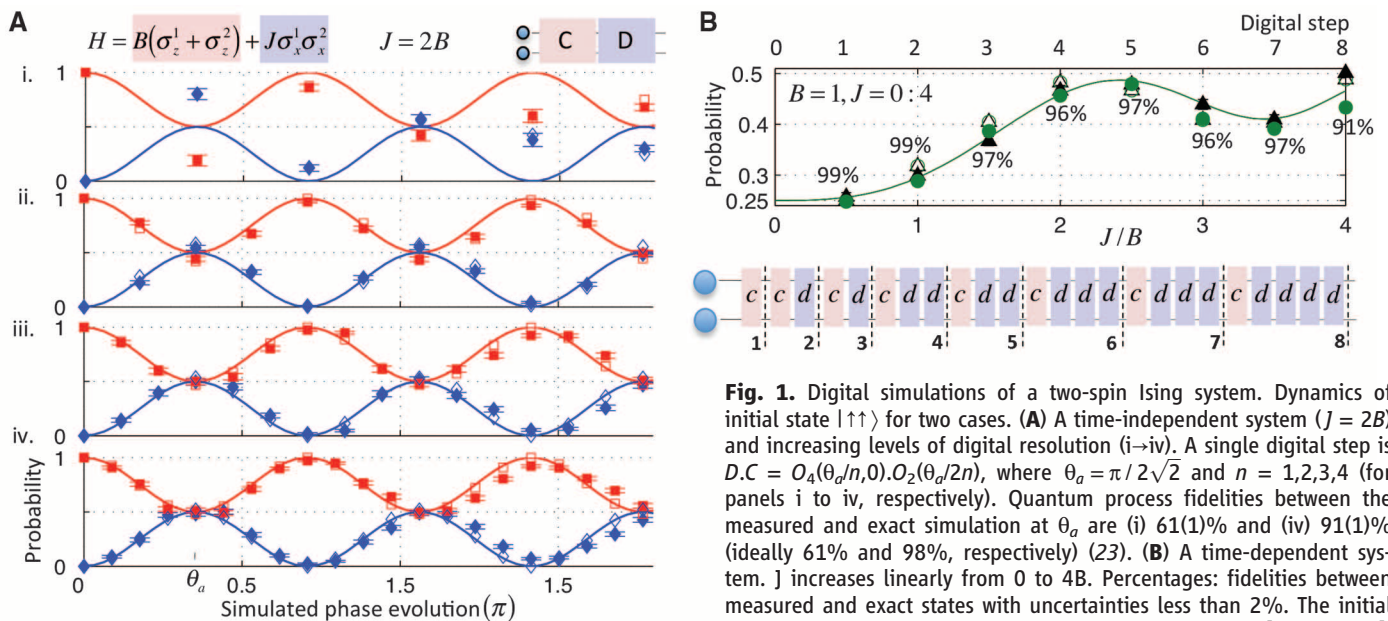 A
H = B(σ_z^1 + σ_z^2) + Jσ_x^1σ_x^2 J = 2B C D
i.
1
0
ii.
1
0
iii.
1
0
iv.
1
0
Probability
0 θ_a 0.5 1.5 1.5
Simulated phase evolution (π)
B
Digital step
0 1 2 3 4 5 6 7 8
B = 1, J = 0 : 4
Probability
0.5
0.4
0.3
0.25
99% 99% 97% 96% 97% 96% 97% 91%
0 1 2 3 4
J/B
c c d c d c d d c d d c d d d c d d d c d d d d
1 2 3 4 5 6 7 8
Fig. 1. Digital simulations of a two-spin Ising system. Dynamics of
initial state |↑↑⟩ for two cases. (A) A time-independent system (J = 2B)
and increasing levels of digital resolution (i→iv). A single digital step is
D.C = O₄(θ_a/n,0).O₂(θ_a/2n), where θ_a = π/2√2 and n = 1,2,3,4 (for
panels i to iv, respectively). Quantum process fidelities between the
measured and exact simulation at θ_a are (i) 61(1)% and (iv) 91(1)%
(ideally 61% and 98%, respectively) (23). (B) A time-dependent sys-
tem. J increases linearly from 0 to 4B. Percentages: fidelities between
measured and exact states with uncertainties less than 2%. The initial